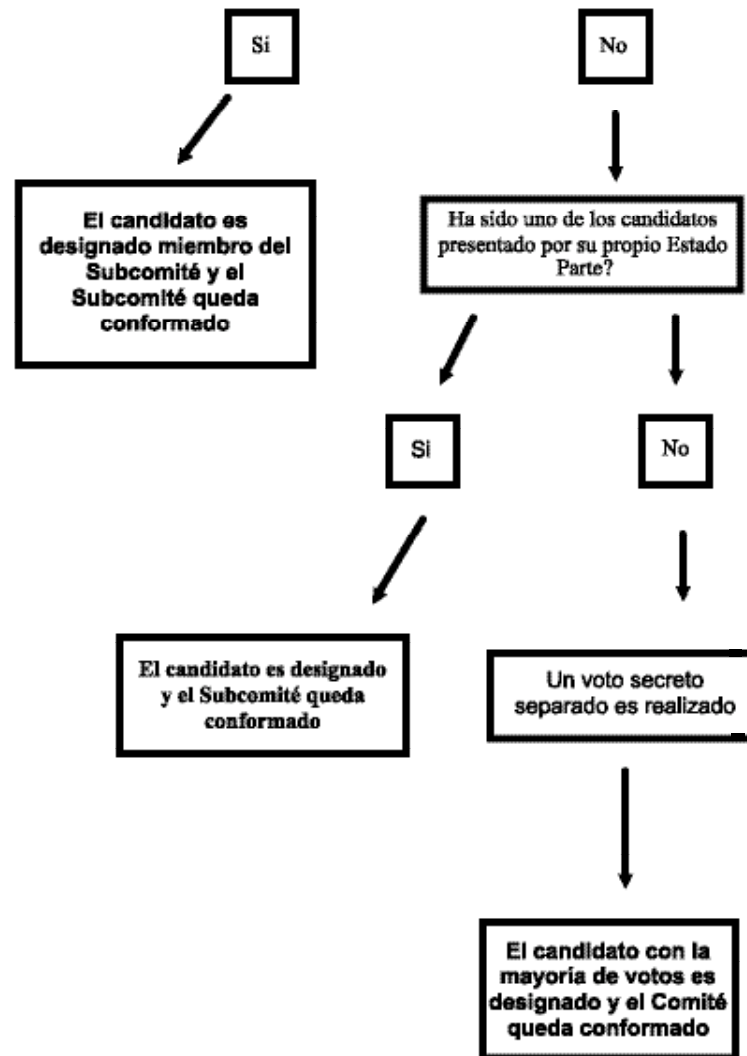 Si
No
El candidato es
designado miembro del
Subcomité y el
Subcomité queda
conformado
Ha sido uno de los candidatos
presentado por su propio Estado
Parte?
Si
No
El candidato es designado
y el Subcomité queda
conformado
Un voto secreto
separado es realizado
El candidato con la
mayoría de votos es
designado y el Comité
queda conformado